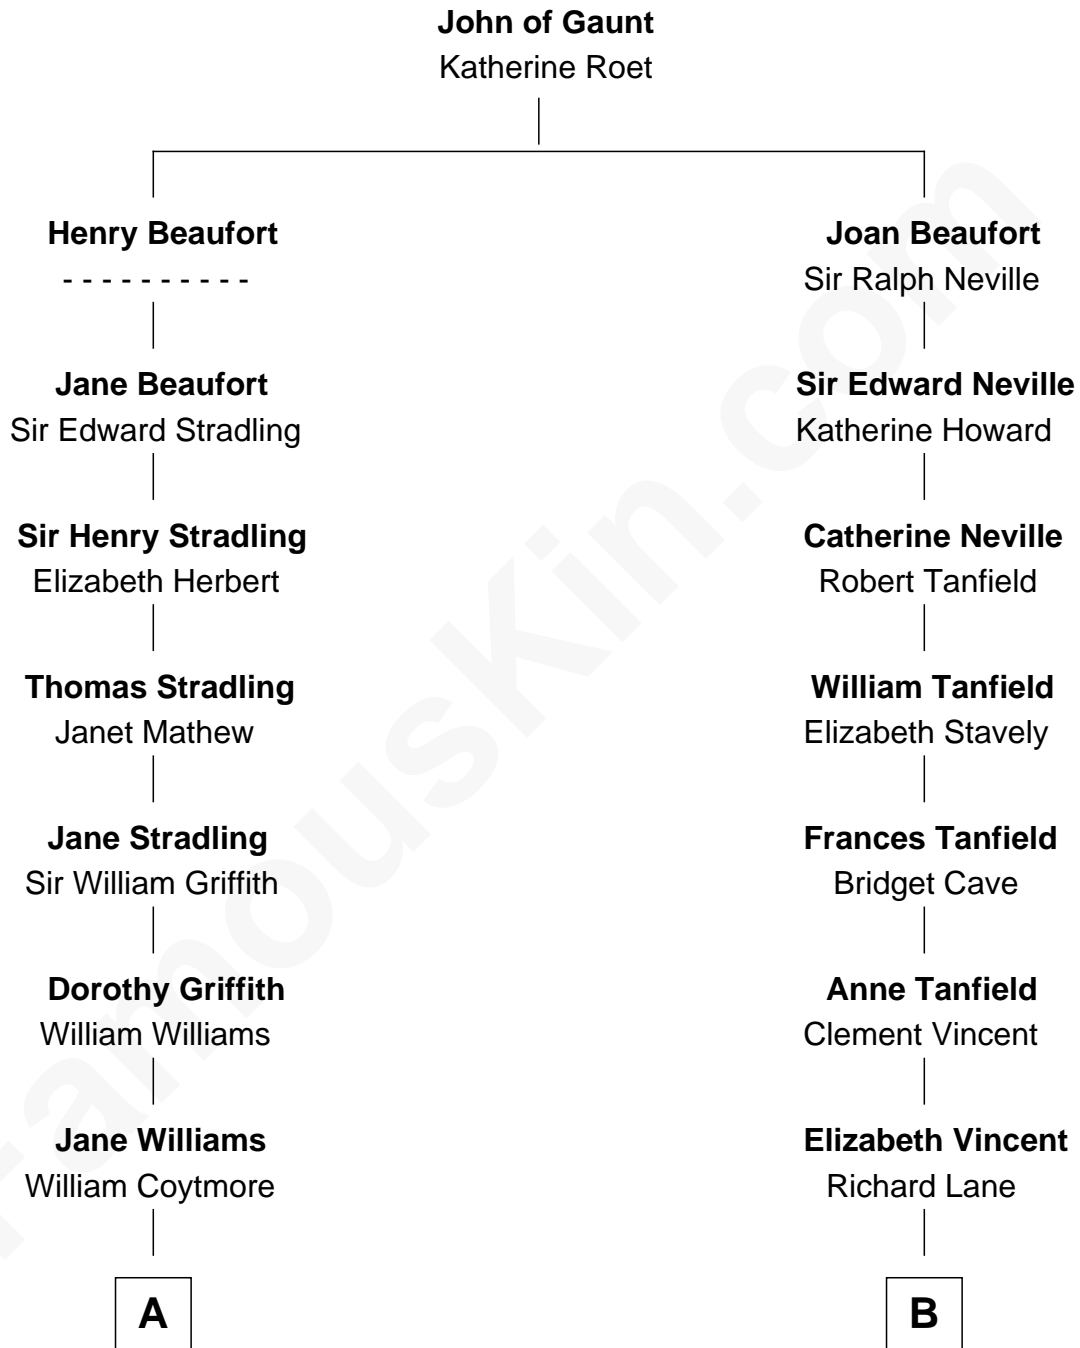 John of Gaunt
Katherine Roet
Henry Beaufort
- - - - - - - - - -
Jane Beaufort
Sir Edward Stradling
Sir Henry Stradling
Elizabeth Herbert
Thomas Stradling
Janet Mathew
Jane Stradling
Sir William Griffith
Dorothy Griffith
William Williams
Jane Williams
William Coytmore
A
Joan Beaufort
Sir Ralph Neville
Sir Edward Neville
Katherine Howard
Catherine Neville
Robert Tanfield
William Tanfield
Elizabeth Stavely
Frances Tanfield
Bridget Cave
Anne Tanfield
Clement Vincent
Elizabeth Vincent
Richard Lane
B
FamousKin.com